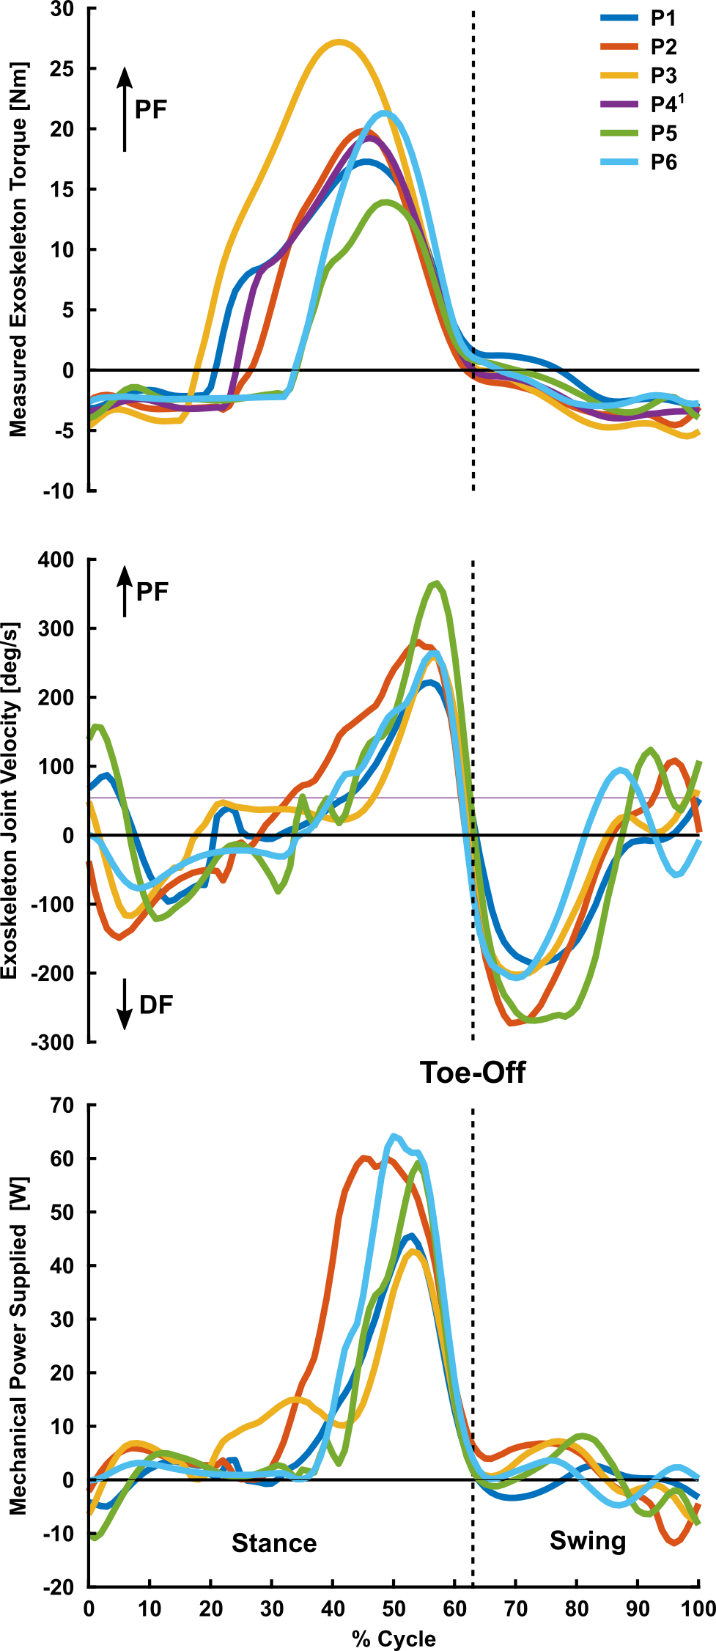 Measured Exoskeleton Torque [Nm]
30
25
20
15
10
5
0
-5
-10
PF
P1
P2
P3
P4¹
P5
P6
Exoskeleton Joint Velocity [deg/s]
400
300
200
100
0
-100
-200
-300
PF
DF
Toe-Off
Mechanical Power Supplied [W]
70
60
50
40
30
20
10
0
-10
-20
Stance
Swing
0 10 20 30 40 50 60 70 80 90 100
% Cycle